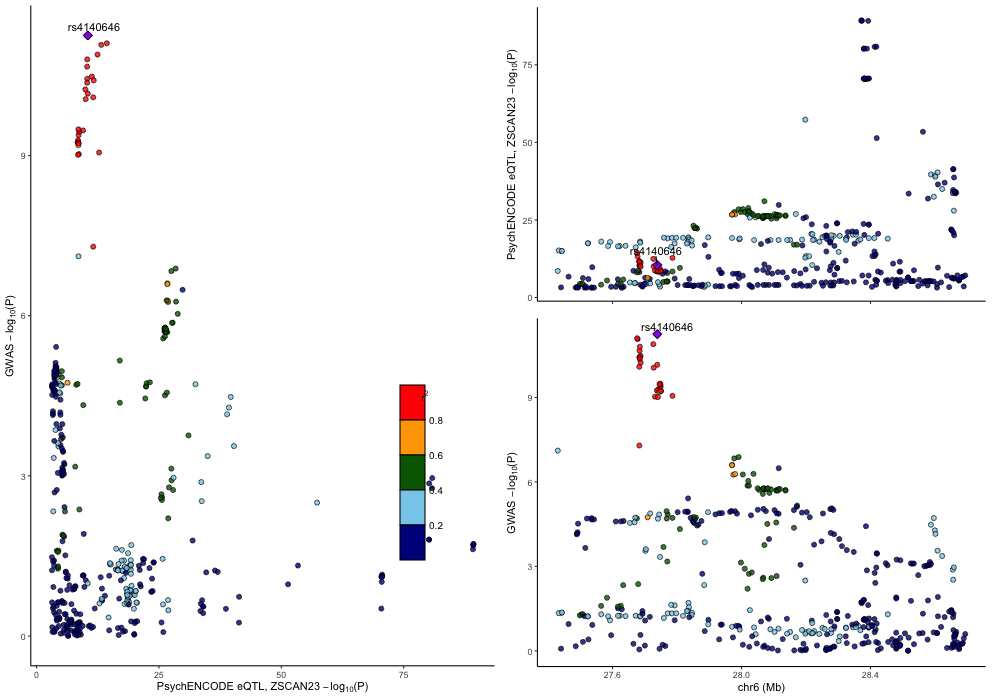 rs4140646
GWAS −log10(P)
9
6
3
0
0
25
50
75
PsychENCODE eQTL, ZSCAN23 −log10(P)
r2
0.8
0.6
0.4
0.2
PsychENCODE eQTL, ZSCAN23 −log10(P)
75
50
25
0
rs4140646
rs4140646
GWAS −log10(P)
9
6
3
0
27.6
28.0
28.4
chr6 (Mb)